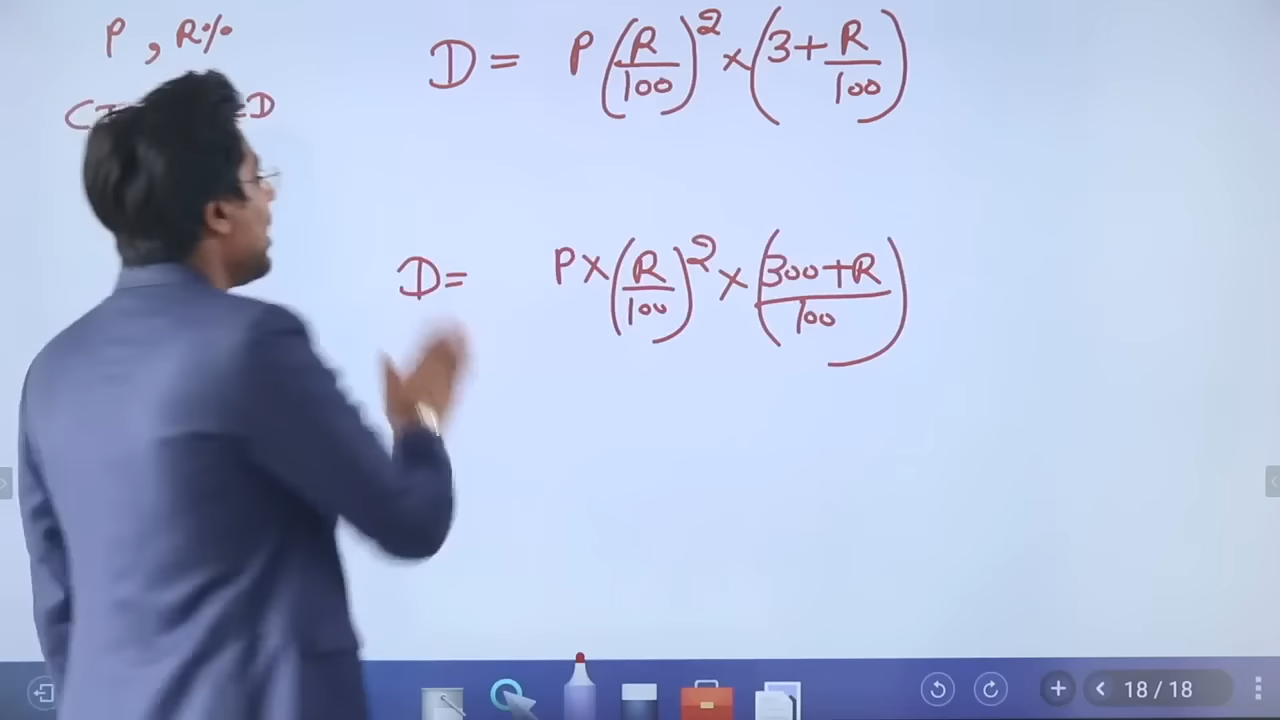 P, R%
D = P(R/100)^2 × (3 + R/100)
D = P × (R/100)^2 × (300 + R / 100)
18 / 18